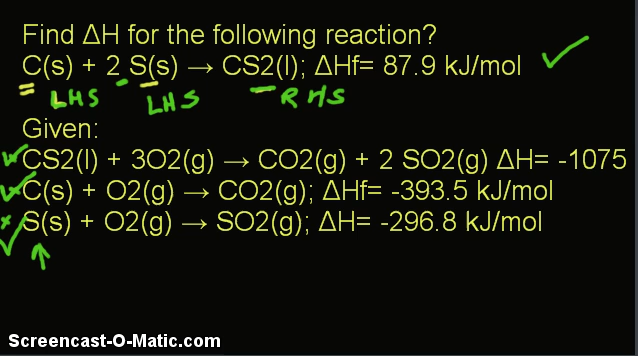 Find ΔH for the following reaction?
C(s) + 2 S(s) → CS2(l); ΔHf= 87.9 kJ/mol
LHS LHS RHS
Given:
CS2(l) + 3O2(g) → CO2(g) + 2 SO2(g) ΔH= -1075
C(s) + O2(g) → CO2(g); ΔHf= -393.5 kJ/mol
S(s) + O2(g) → SO2(g); ΔH= -296.8 kJ/mol
Screencast-O-Matic.com